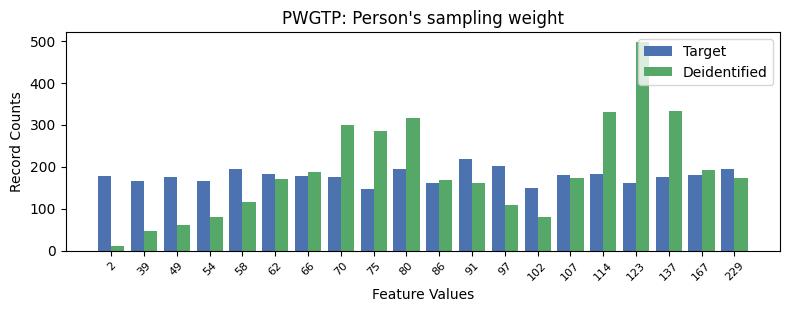 PWGTP: Person's sampling weight
Target
Deidentified
Record Counts
500
400
300
200
100
0
2 39 49 54 58 62 66 70 75 80 86 91 97 102 107 114 123 137 167 229
Feature Values